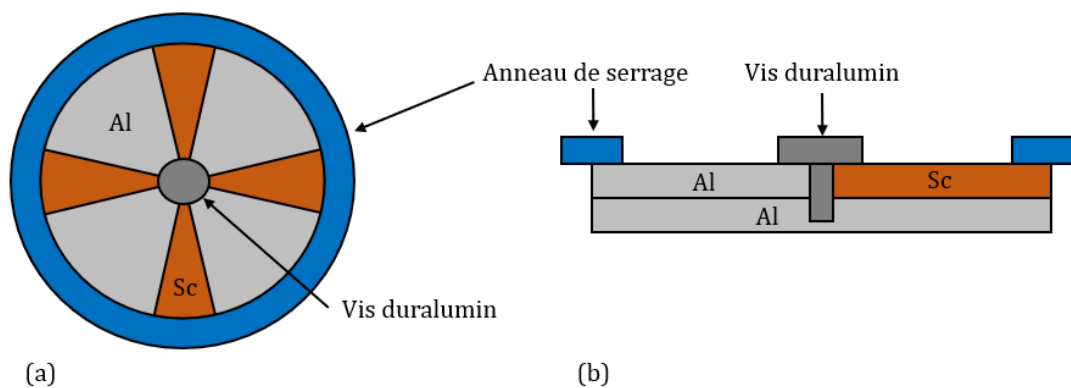 Anneau de serrage
Vis duralumin
Al
Al
Sc
Al
Sc
Vis duralumin
(a)
(b)